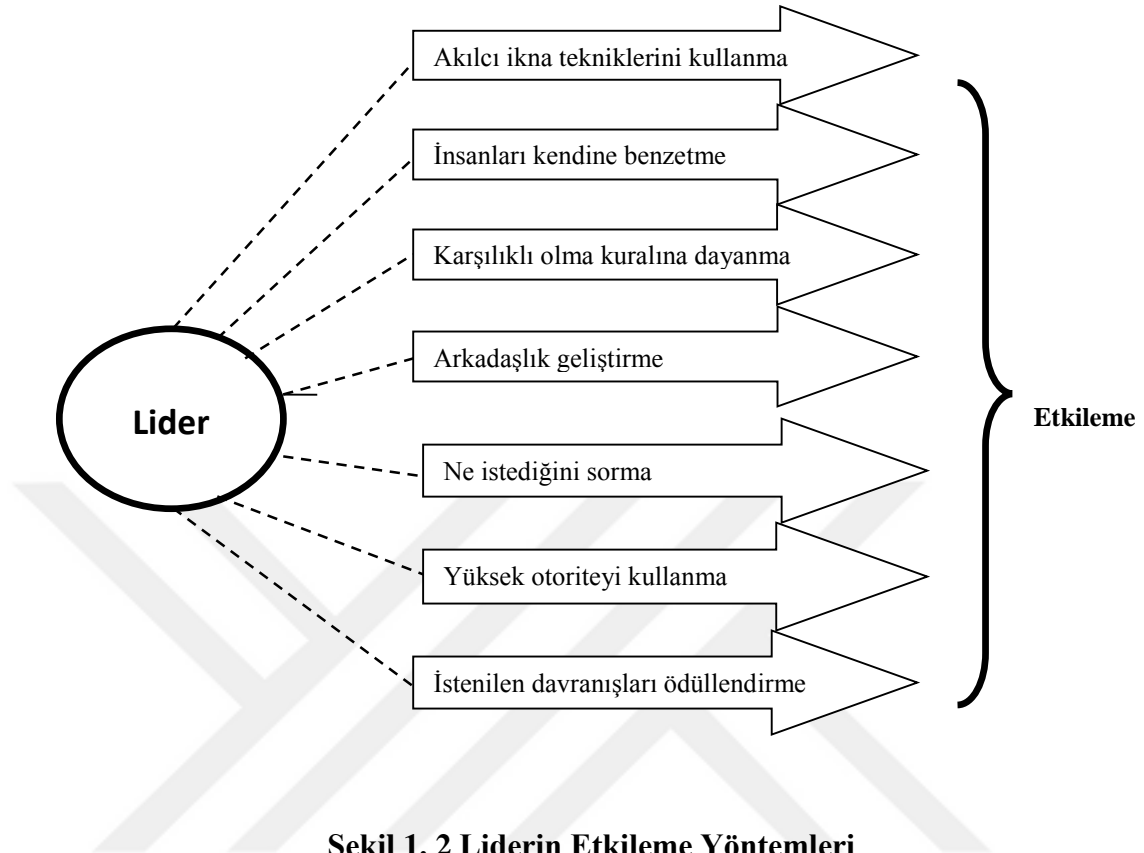 Akılcı ikna tekniklerini kullanma
İnsanları kendine benzetme
Karşılıklı olma kuralına dayanma
Arkadaşlık geliştirme
Lider
Etkileme
Ne istediğini sorma
Yüksek otoriteyi kullanma
İstenilen davranışları ödüllendirme
Şekil 1. 2 Liderin Etkileme Yöntemleri